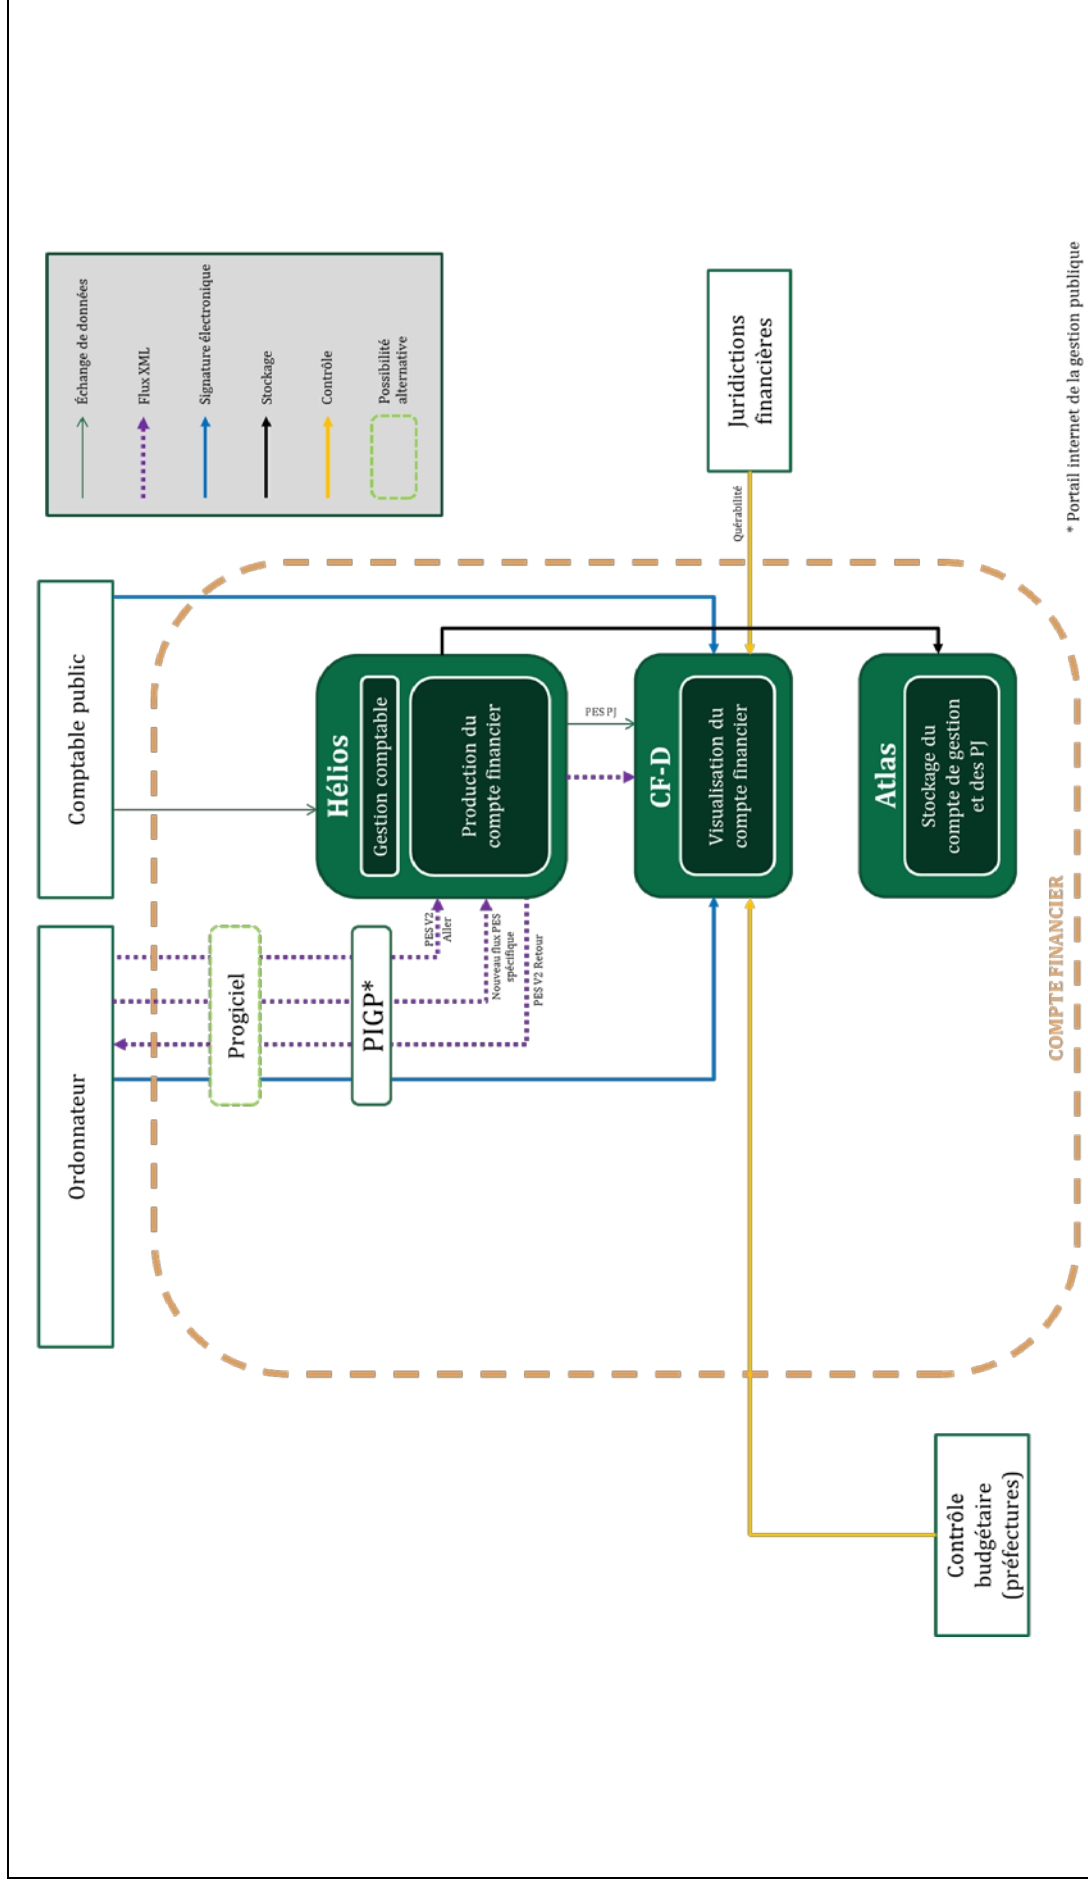 Ordonnateur
Comptable public
Progiciel
PIGP*
PES V2
Aller
Nouveau flux PES
spécifique
PES V2 Retour
Hélios
Gestion comptable
Production du
compte financier
PES PJ
CF-D
Visualisation du
compte financier
Atlas
Stockage du
compte de gestion
et des PJ
COMPTE FINANCIER
Contrôle
budgétaire
(préfectures)
Quérabilité
Juridictions
financières
Échange de données
Flux XML
Signature électronique
Stockage
Contrôle
Possibilité
alternative
* Portail internet de la gestion publique